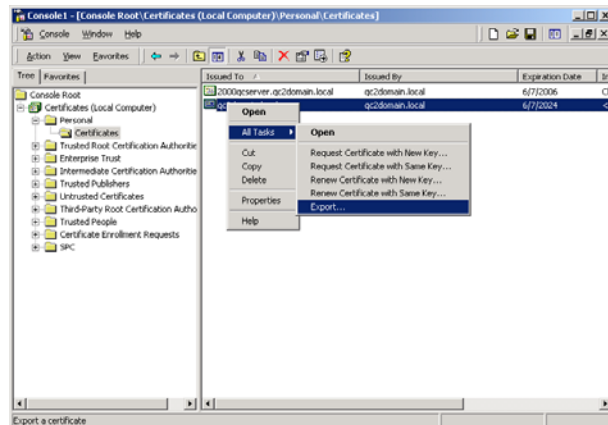 Console1 - [Console Root\Certificates (Local Computer)\Personal\Certificates]
Console Window Help
Action View Favorites
Tree Favorites
Issued To Issued By Expiration Date
Console Root
Certificates (Local Computer)
Personal
Certificates
Trusted Root Certification Authoritie
Enterprise Trust
Intermediate Certification Authoritie
Trusted Publishers
Untrusted Certificates
Third-Party Root Certification Autho
Trusted People
Certificate Enrollment Requests
SPC
2000qcserver.qc2domain.local qc2domain.local 6/7/2006
qc2domain.local 6/7/2024
Open
All Tasks
Cut
Copy
Delete
Properties
Help
Open
Request Certificate with New Key...
Request Certificate with Same Key...
Renew Certificate with New Key...
Renew Certificate with Same Key...
Export...
Export a certificate